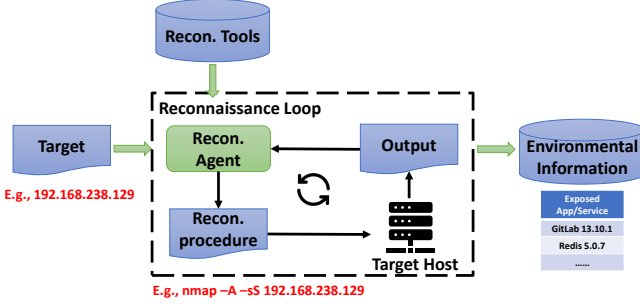 Recon. Tools
Reconnaissance Loop
Target
Recon.
Agent
Output
Environmental
Information
E.g., 192.168.238.129
Recon.
procedure
Target Host
Exposed
App/Service
GitLab 13.10.1
Redis 5.0.7
......
E.g., nmap –A –sS 192.168.238.129